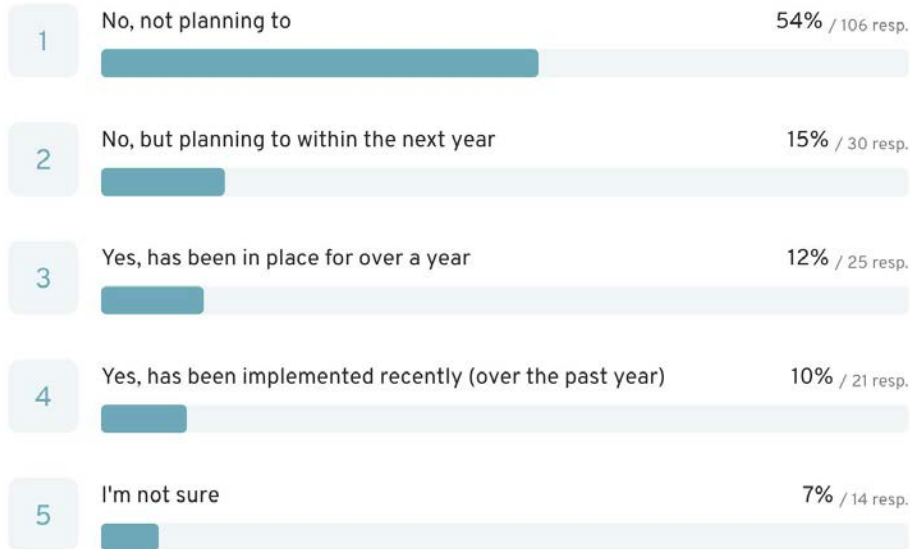 1 No, not planning to 54% / 106 resp.
2 No, but planning to within the next year 15% / 30 resp.
3 Yes, has been in place for over a year 12% / 25 resp.
4 Yes, has been implemented recently (over the past year) 10% / 21 resp.
5 I'm not sure 7% / 14 resp.